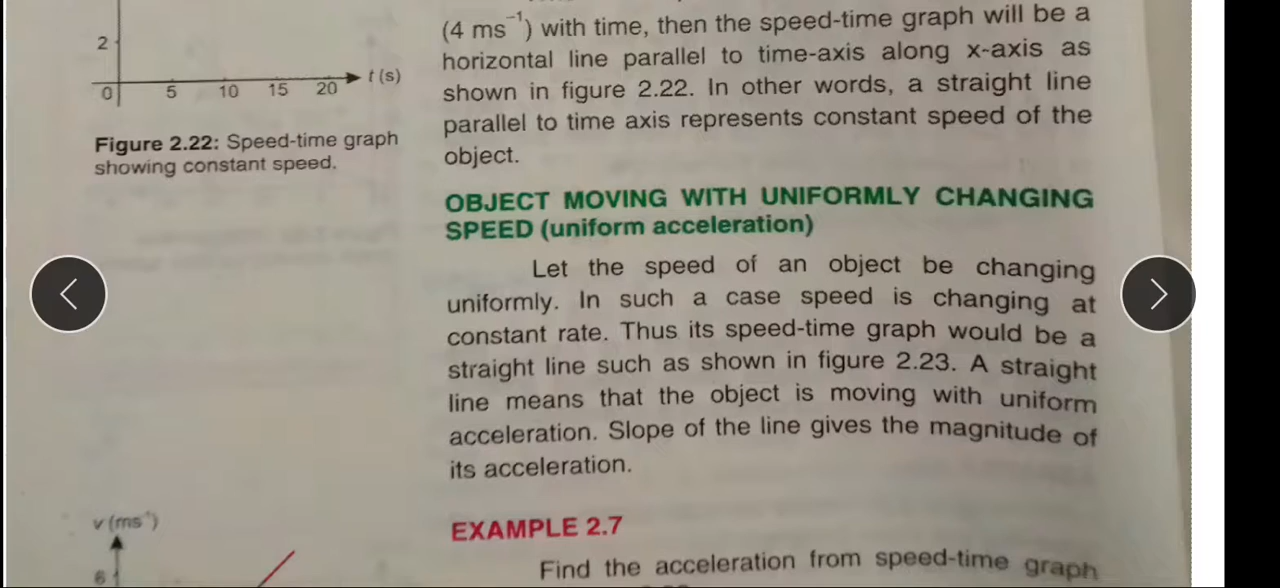 2
0 5 10 15 20 t (s)
Figure 2.22: Speed-time graph
showing constant speed.
(4 ms⁻¹) with time, then the speed-time graph will be a
horizontal line parallel to time-axis along x-axis as
shown in figure 2.22. In other words, a straight line
parallel to time axis represents constant speed of the
object.
OBJECT MOVING WITH UNIFORMLY CHANGING
SPEED (uniform acceleration)
Let the speed of an object be changing
uniformly. In such a case speed is changing at
constant rate. Thus its speed-time graph would be a
straight line such as shown in figure 2.23. A straight
line means that the object is moving with uniform
acceleration. Slope of the line gives the magnitude of
its acceleration.
v (ms⁻¹)
6
EXAMPLE 2.7
Find the acceleration from speed-time graph